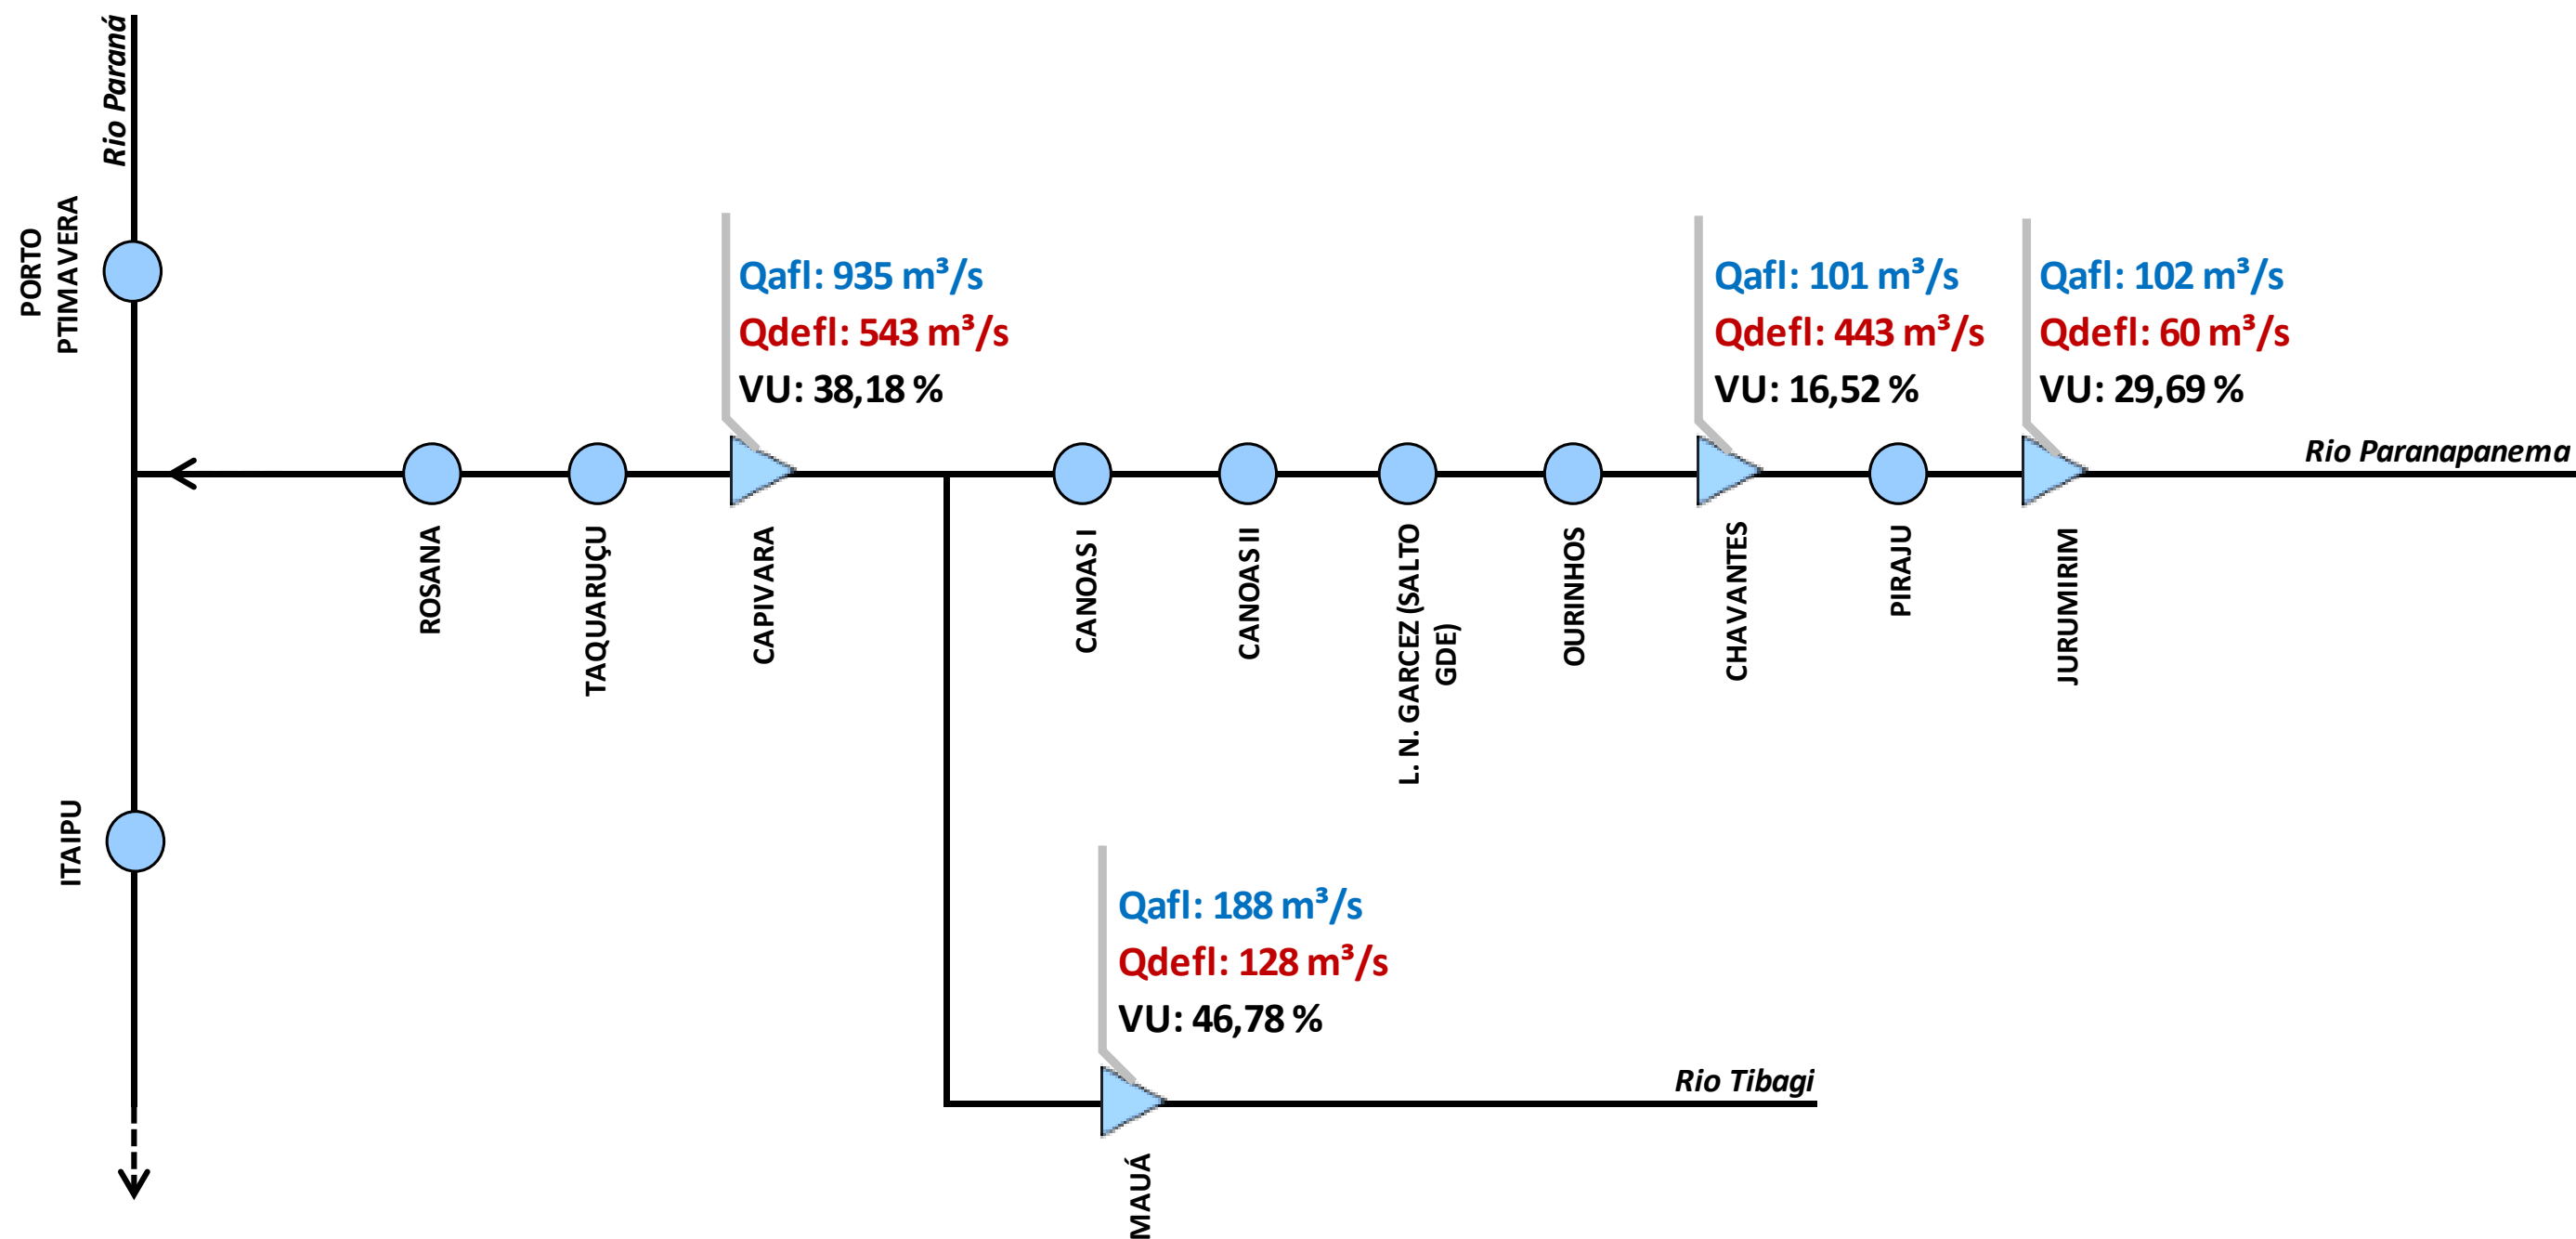 Rio Paraná
PORTO
PTIMAVERA
Qafl: 935 m³/s
Qdefl: 543 m³/s
VU: 38,18 %
Qafl: 101 m³/s
Qdefl: 443 m³/s
VU: 16,52 %
Qafl: 102 m³/s
Qdefl: 60 m³/s
VU: 29,69 %
Rio Paranapanema
ROSANA
TAQUARUÇU
CAPIVARA
CANOAS I
CANOAS II
L. N. GARCEZ (SALTO
GDE)
OURINHOS
CHAVANTES
PIRAJU
JURUMIRIM
ITAIPU
Qafl: 188 m³/s
Qdefl: 128 m³/s
VU: 46,78 %
Rio Tibagi
MAUÁ